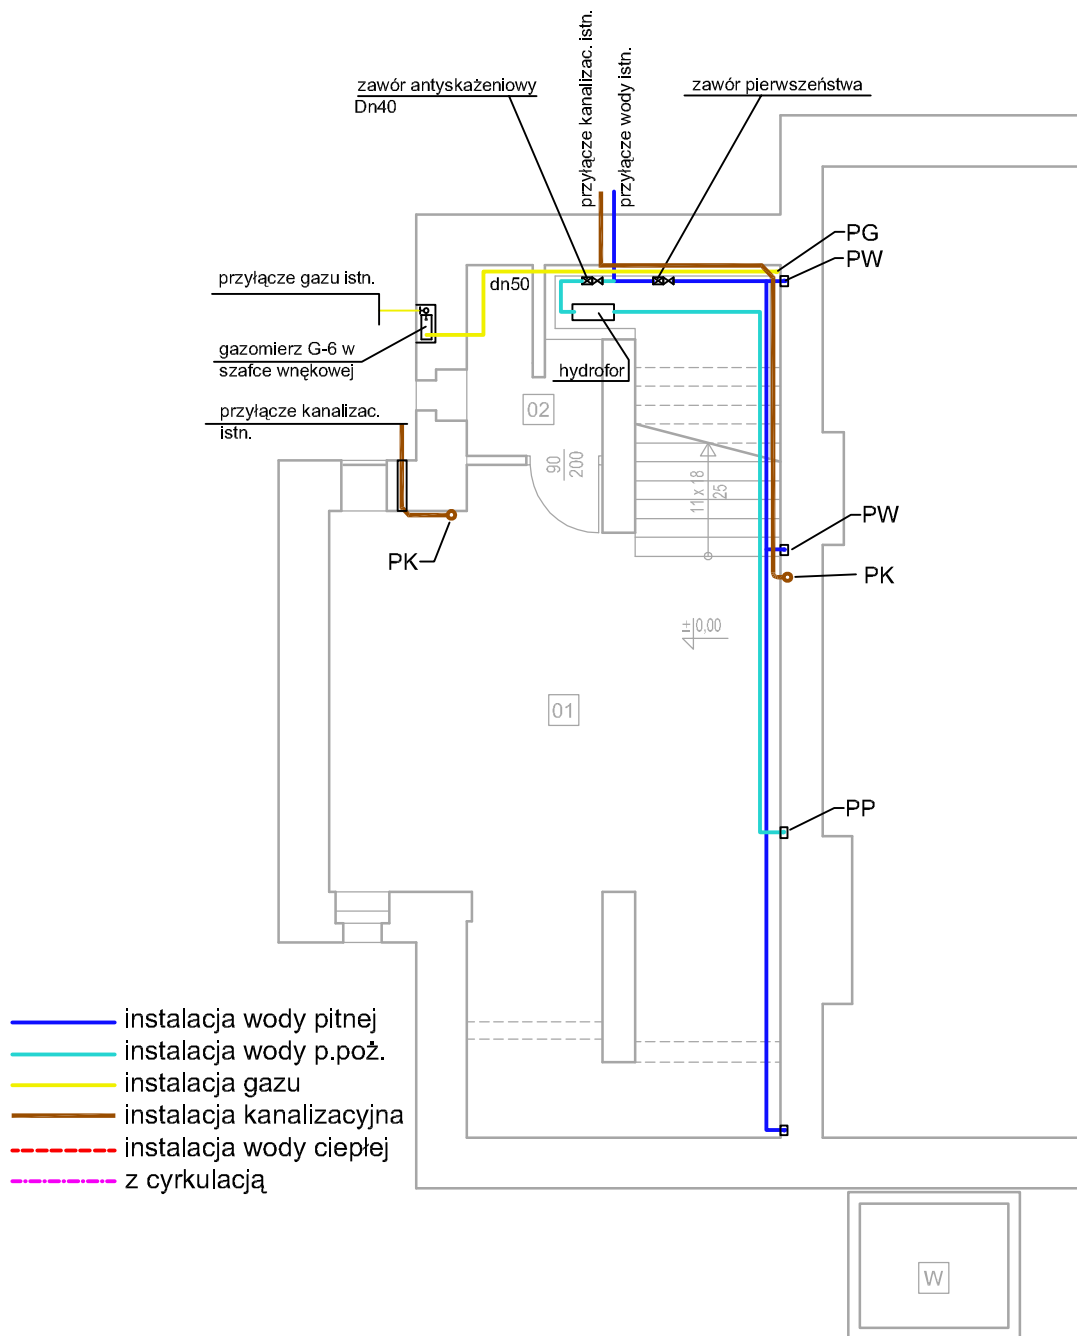 przyłącze kanalizac. istn.
przyłącze wody istn.
zawór antyskażeniowy
Dn40
zawór pierwszeństwa
PG
PW
przyłącze gazu istn.
dn50
gazomierz G-6 w
szafce wnękowej
hydrofor
przyłącze kanalizac.
istn.
02
90
200
11 x 18
25
PW
PK
PK
±0,00
01
PP
instalacja wody pitnej
instalacja wody p.poż.
instalacja gazu
instalacja kanalizacyjna
instalacja wody ciepłej
z cyrkulacją
W